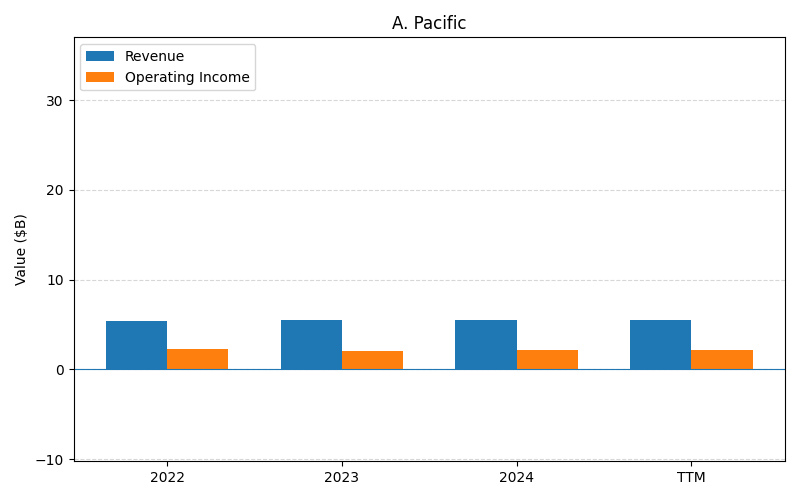 A. Pacific
Revenue
Operating Income
Value ($B)
30
20
10
0
−10
2022
2023
2024
TTM